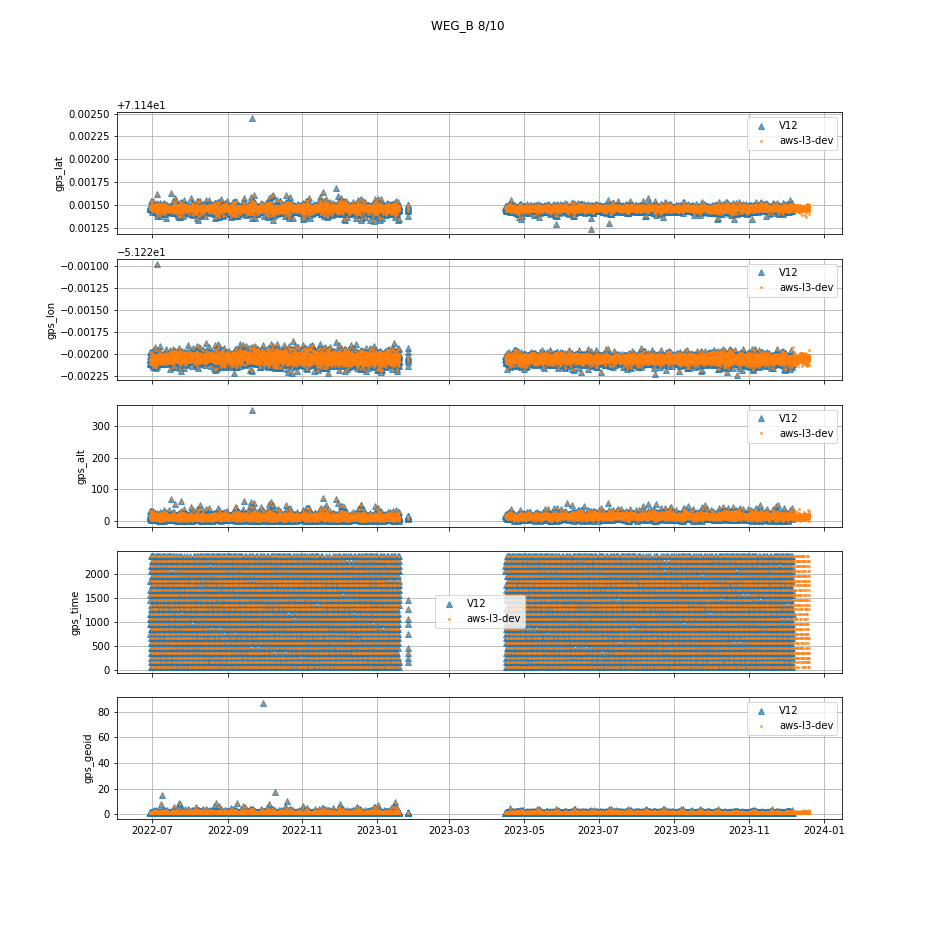 WEG_B 8/10
+7.114e1
0.00250
0.00225
0.00200
0.00175
0.00150
0.00125
gps_lat
V12
aws-l3-dev
−5.122e1
−0.00100
−0.00125
−0.00150
−0.00175
−0.00200
−0.00225
gps_lon
V12
aws-l3-dev
300
200
100
0
gps_alt
V12
aws-l3-dev
2000
1500
1000
500
0
gps_time
V12
aws-l3-dev
80
60
40
20
0
gps_geoid
V12
aws-l3-dev
2022-07 2022-09 2022-11 2023-01 2023-03 2023-05 2023-07 2023-09 2023-11 2024-01